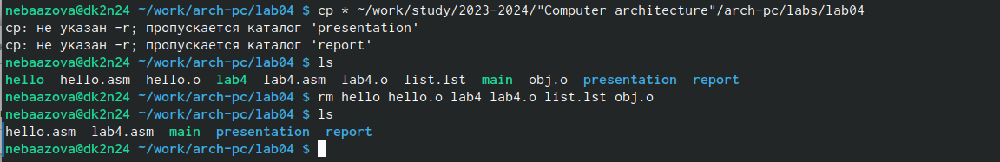 nebaazova@dk2n24 ~/work/arch-pc/lab04 $ cp * ~/work/study/2023-2024/"Computer architecture"/arch-pc/labs/lab04
cp: не указан -r; пропускается каталог 'presentation'
cp: не указан -r; пропускается каталог 'report'
nebaazova@dk2n24 ~/work/arch-pc/lab04 $ ls
hello  hello.asm  hello.o  lab4  lab4.asm  lab4.o  list.lst  main  obj.o  presentation  report
nebaazova@dk2n24 ~/work/arch-pc/lab04 $ rm hello hello.o lab4 lab4.o list.lst obj.o
nebaazova@dk2n24 ~/work/arch-pc/lab04 $ ls
hello.asm  lab4.asm  main  presentation  report
nebaazova@dk2n24 ~/work/arch-pc/lab04 $